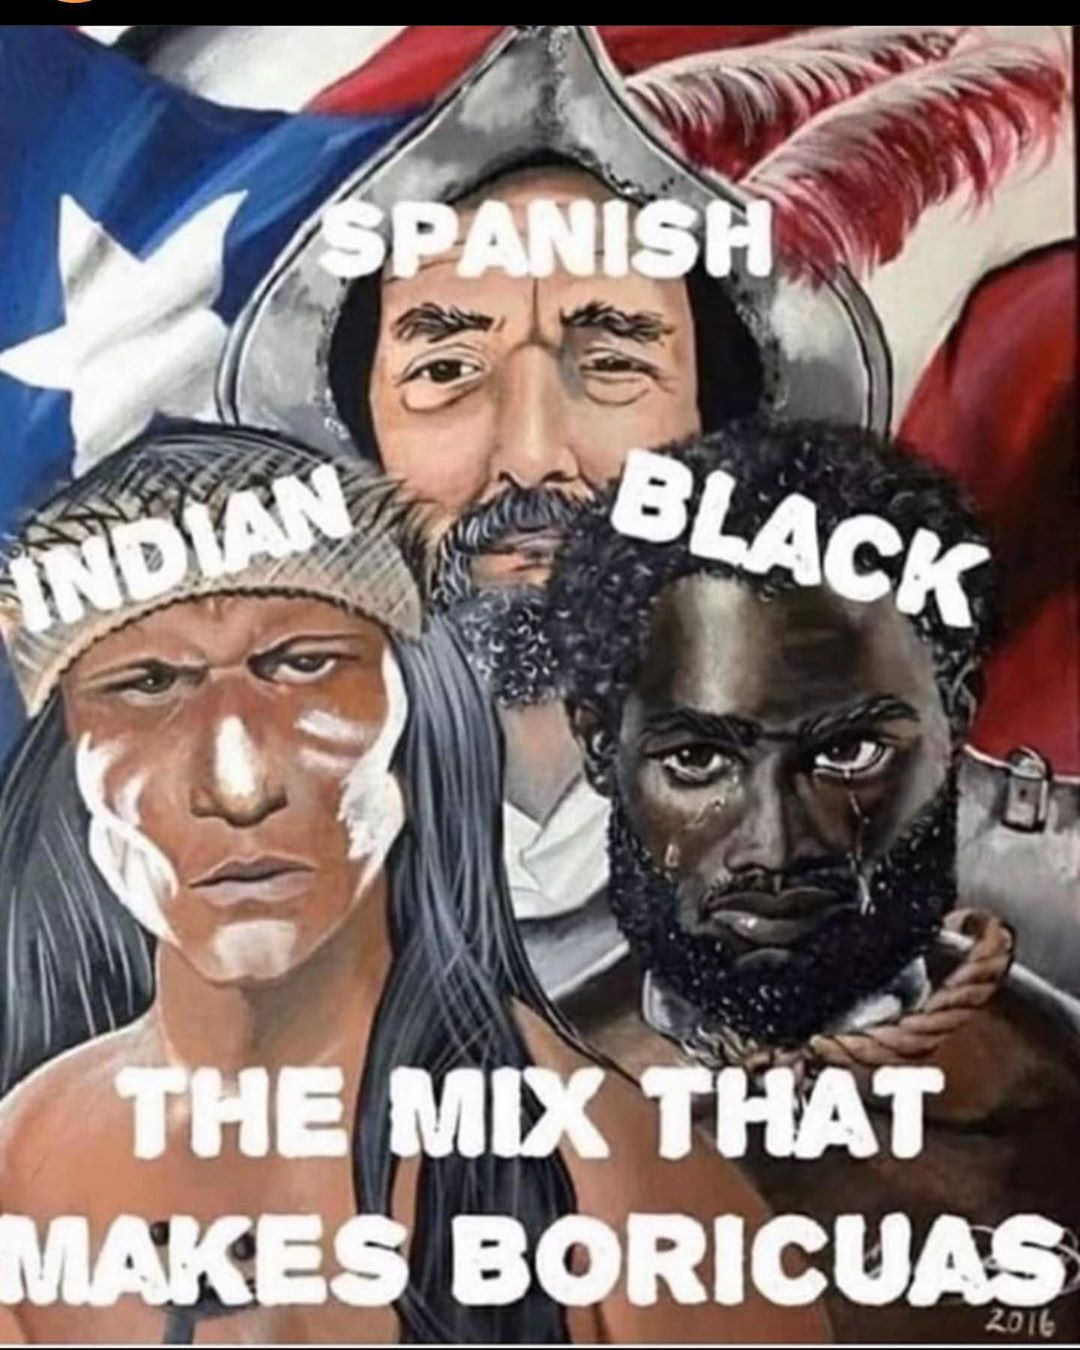 SPANISH
INDIAN
BLACK
THE MIX THAT
MAKES BORICUAS
2016